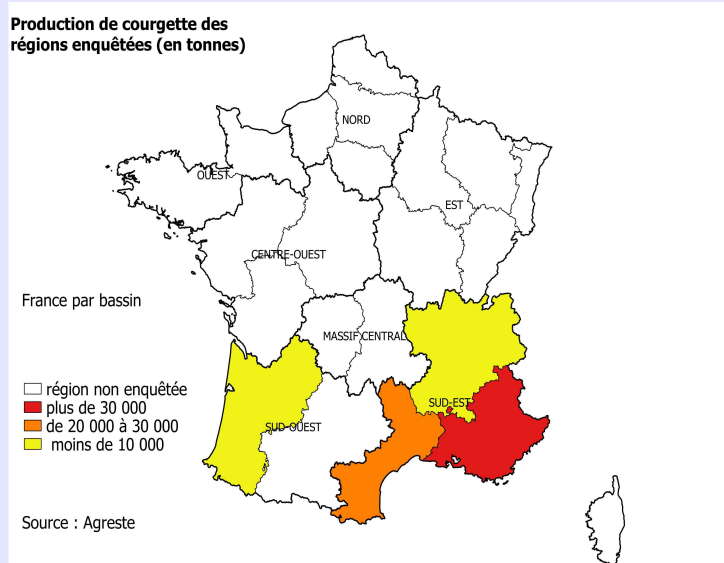 Production de courgette des
régions enquêtées (en tonnes)
NORD
OUEST
EST
CENTRE-OUEST
France par bassin
MASSIF CENTRAL
région non enquêtée
plus de 30 000
de 20 000 à 30 000
moins de 10 000
SUD-EST
SUD-OUEST
Source : Agreste